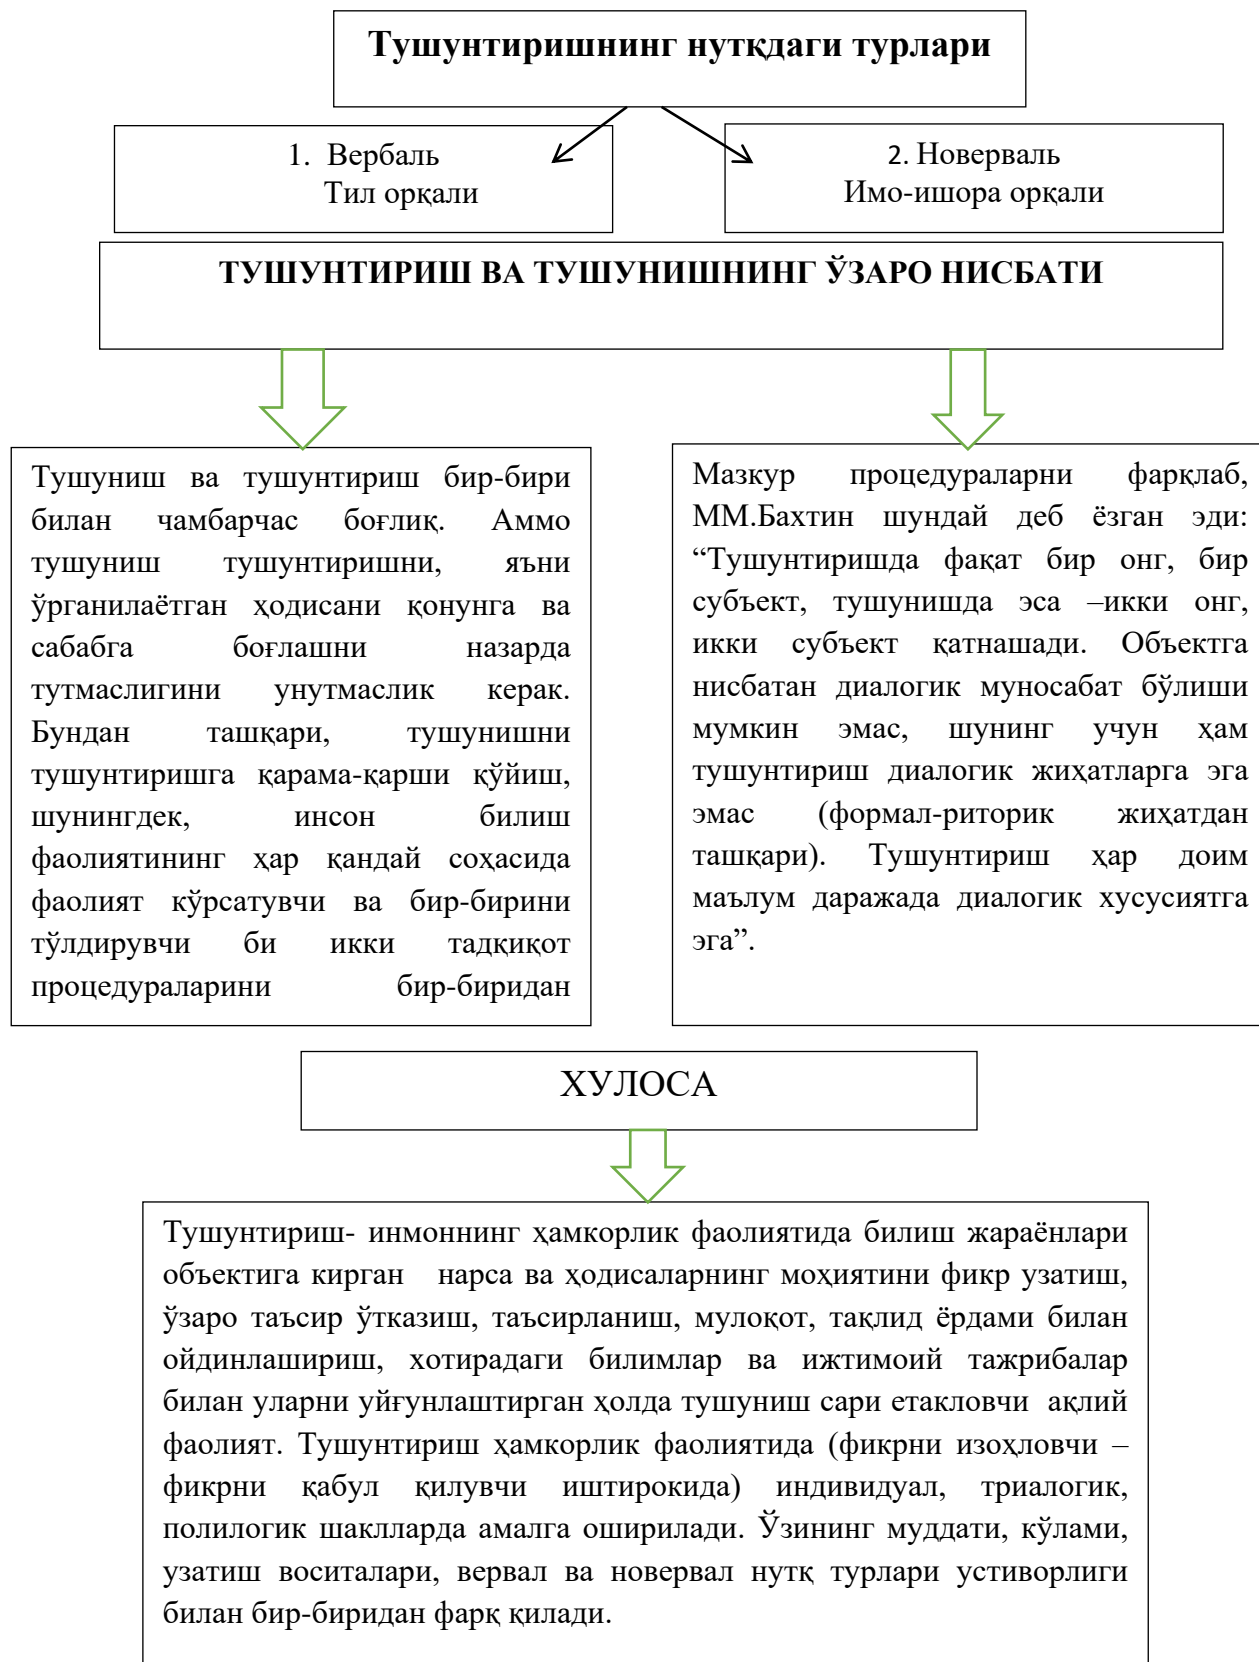 Тушунтиришнинг нутқдаги турлари
1. Вербаль
Тил орқали
2. Новерваль
Имо-ишора орқали
ТУШУНТИРИШ ВА ТУШУНИШНИНГ ЎЗАРО НИСБАТИ
Тушуниш ва тушунтириш бир-бири
билан чамбарчас боғлиқ. Аммо
тушуниш тушунтиришни, яъни
ўрганилаётган ҳодисани қонунга ва
сабабга боғлашни назарда
тутмаслигини унутмаслик керак.
Бундан ташқари, тушунишни
тушунтиришга қарама-қарши қўйиш,
шунингдек, инсон билиш
фаолиятининг ҳар қандай соҳасида
фаолият кўрсатувчи ва бир-бирини
тўлдирувчи би икки тадқиқот
процедураларини бир-биридан
Мазкур процедураларни фарқлаб,
ММ.Бахтин шундай деб ёзган эди:
“Тушунтиришда фақат бир онг, бир
субъект, тушунишда эса –икки онг,
икки субъект қатнашади. Объектга
нисбатан диалогик муносабат бўлиши
мумкин эмас, шунинг учун ҳам
тушунтириш диалогик жиҳатларга эга
эмас (формал-риторик жиҳатдан
ташқари). Тушунтириш ҳар доим
маълум даражада диалогик хусусиятга
эга”.
ХУЛОСА
Тушунтириш- инмоннинг ҳамкорлик фаолиятида билиш жараёнлари
объектига кирган нарса ва ҳодисаларнинг моҳиятини фикр узатиш,
ўзаро таъсир ўтказиш, таъсирланиш, мулоқот, тақлид ёрдами билан
ойдинлашириш, хотирадаги билимлар ва ижтимоий тажрибалар
билан уларни уйғунлаштирган ҳолда тушуниш сари етакловчи ақлий
фаолият. Тушунтириш ҳамкорлик фаолиятида (фикрни изоҳловчи –
фикрни қабул қилувчи иштирокида) индивидуал, триалогик,
полилогик шаклларда амалга оширилади. Ўзининг муддати, кўлами,
узатиш воситалари, вервал ва новервал нутқ турлари устиворлиги
билан бир-биридан фарқ қилади.